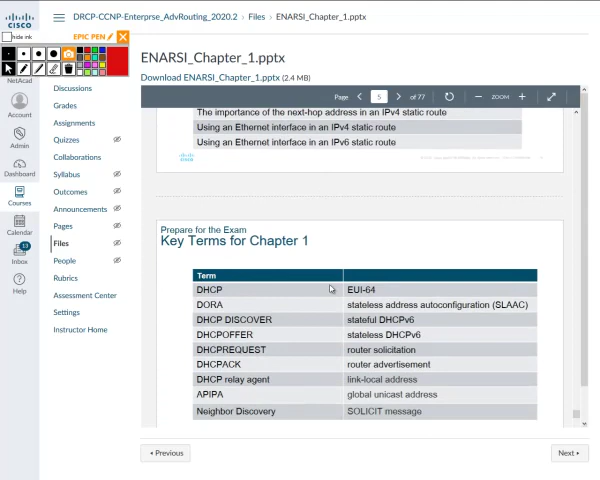 CISCO
DRCP-CCNP-Enterprse_AdvRouting_2020.2 › Files › ENARSI_Chapter_1.pptx
hide ink
EPIC PEN
NetAcad
Account
Admin
Dashboard
Courses
Calendar
13
Inbox
Help
Discussions
Grades
Assignments
Quizzes
Collaborations
Syllabus
Outcomes
Announcements
Pages
Files
People
Rubrics
Assessment Center
Settings
Instructor Home
ENARSI_Chapter_1.pptx
Download ENARSI_Chapter_1.pptx (2.4 MB)
Page < 5 > of 77 ZOOM
The importance of the next-hop address in an IPv4 static route
Using an Ethernet interface in an IPv4 static route
Using an Ethernet interface in an IPv6 static route
Prepare for the Exam
Key Terms for Chapter 1
Term
DHCP EUI-64
DORA stateless address autoconfiguration (SLAAC)
DHCP DISCOVER stateful DHCPv6
DHCPOFFER stateless DHCPv6
DHCPREQUEST router solicitation
DHCPACK router advertisement
DHCP relay agent link-local address
APIPA global unicast address
Neighbor Discovery SOLICIT message
Previous
Next